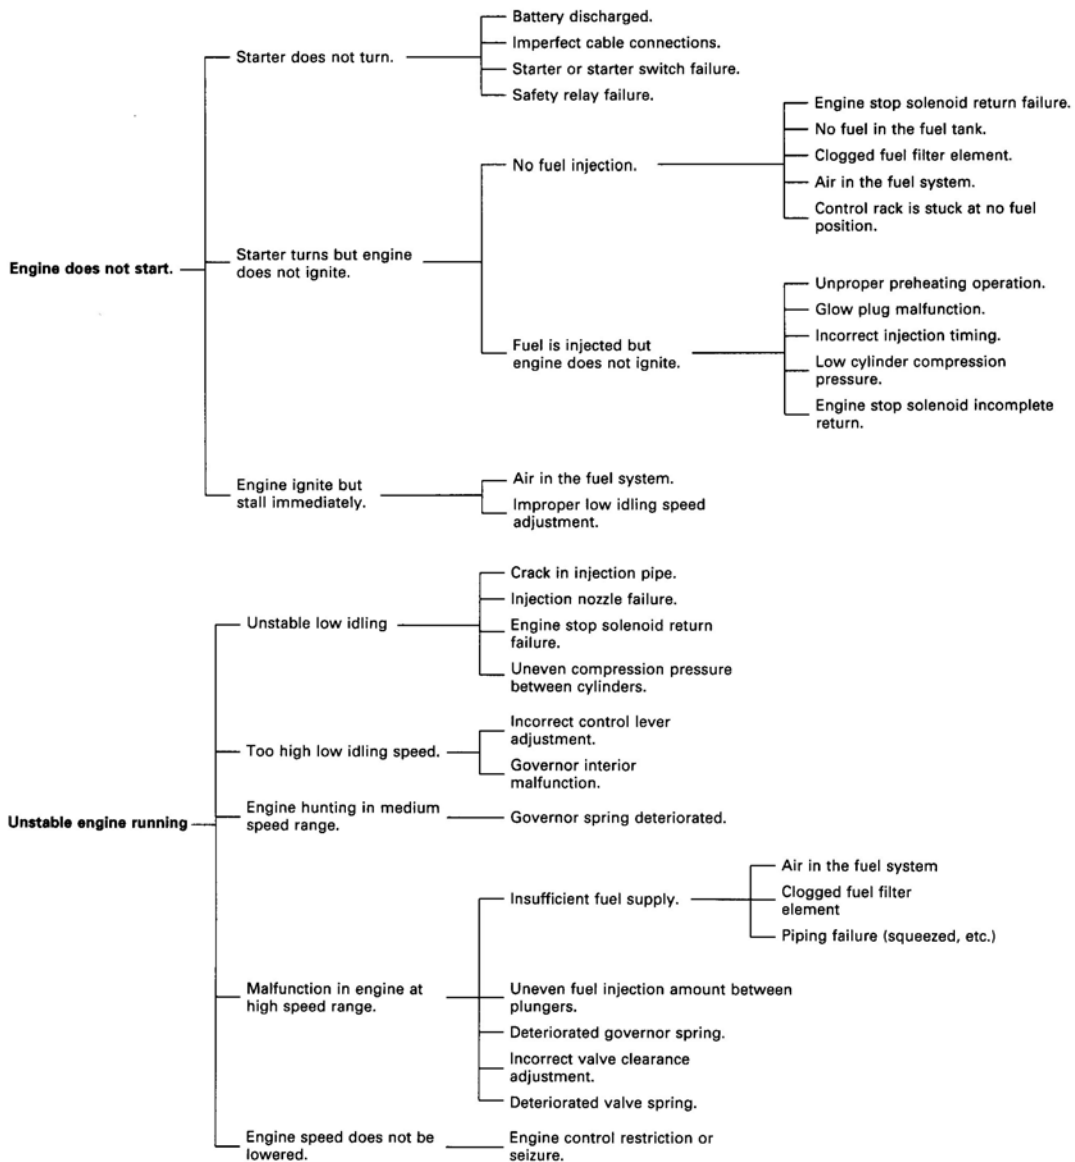 Battery discharged.
Starter does not turn.
Imperfect cable connections.
Starter or starter switch failure.
Safety relay failure.
Engine does not start.
Starter turns but engine
does not ignite.
No fuel injection.
Engine stop solenoid return failure.
No fuel in the fuel tank.
Clogged fuel filter element.
Air in the fuel system.
Control rack is stuck at no fuel
position.
Fuel is injected but
engine does not ignite.
Unproper preheating operation.
Glow plug malfunction.
Incorrect injection timing.
Low cylinder compression
pressure.
Engine stop solenoid incomplete
return.
Engine ignite but
stall immediately.
Air in the fuel system.
Improper low idling speed
adjustment.
Unstable engine running
Unstable low idling
Crack in injection pipe.
Injection nozzle failure.
Engine stop solenoid return
failure.
Uneven compression pressure
between cylinders.
Too high low idling speed.
Incorrect control lever
adjustment.
Governor interior
malfunction.
Engine hunting in medium
speed range.
Governor spring deteriorated.
Malfunction in engine at
high speed range.
Insufficient fuel supply.
Air in the fuel system
Clogged fuel filter
element
Piping failure (squeezed, etc.)
Uneven fuel injection amount between
plungers.
Deteriorated governor spring.
Incorrect valve clearance
adjustment.
Deteriorated valve spring.
Engine speed does not be
lowered.
Engine control restriction or
seizure.